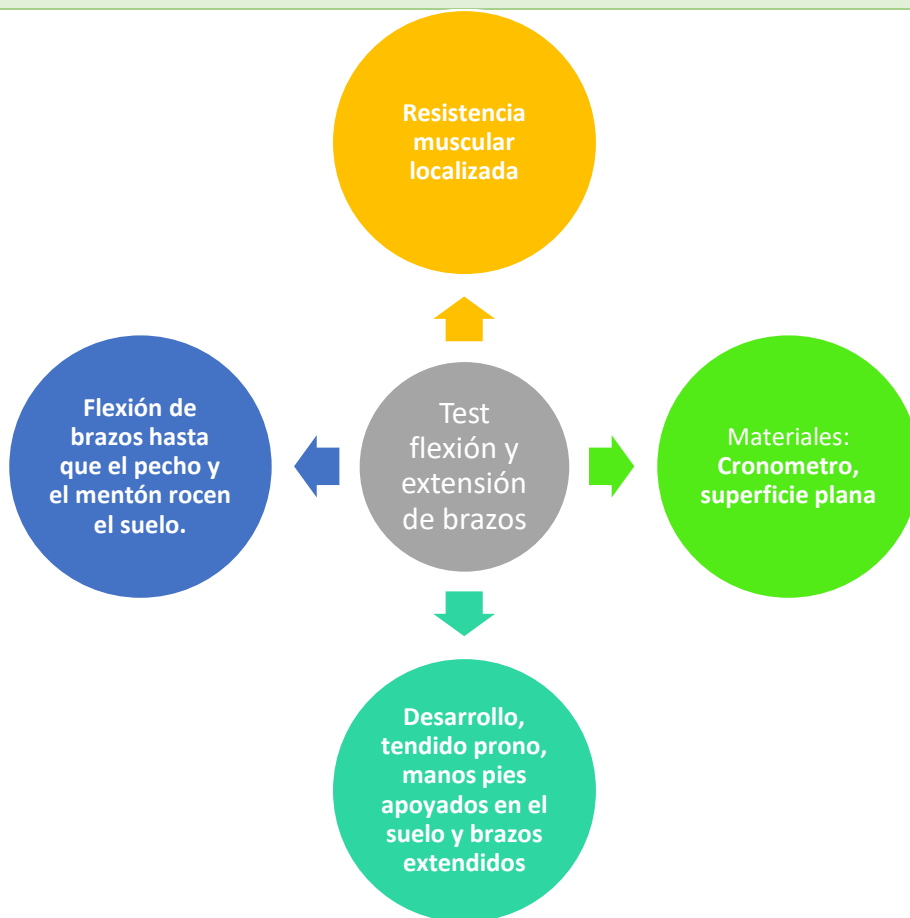 Resistencia
muscular
localizada
Flexión de
brazos hasta
que el pecho y
el mentón rocen
el suelo.
Test
flexión y
extensión
de brazos
Materiales:
Cronometro,
superficie plana
Desarrollo,
tendido prono,
manos pies
apoyados en el
suelo y brazos
extendidos